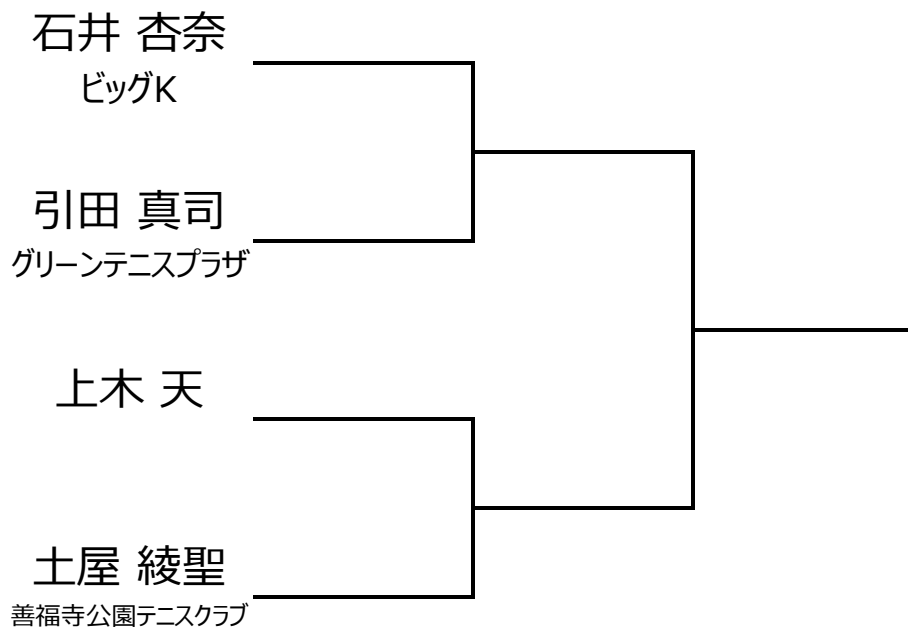 石井 杏奈
ビッグK
引田 真司
グリーンテニスプラザ
上木 天
土屋 綾聖
善福寺公園テニスクラブ